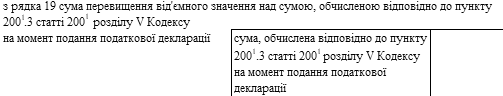 з рядка 19 сума перевищення від'ємного значення над сумою, обчисленою відповідно до пункту
200¹.3 статті 200¹ розділу V Кодексу
на момент подання податкової декларації
сума, обчислена відповідно до пункту
200¹.3 статті 200¹ розділу V Кодексу
на момент подання податкової
декларації